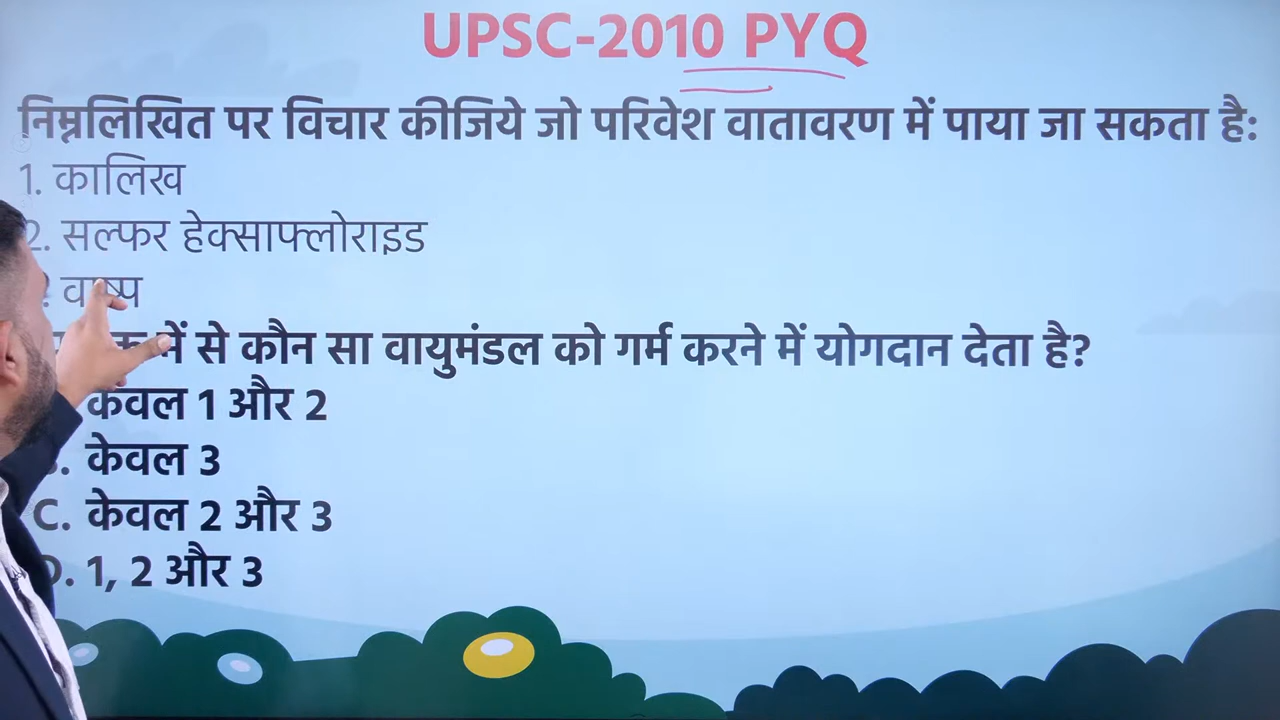 UPSC-2010 PYQ
निम्नलिखित पर विचार कीजिये जो परिवेश वातावरण में पाया जा सकता है:
1. कालिख
2. सल्फर हेक्साफ्लोराइड
वाष्प
में से कौन सा वायुमंडल को गर्म करने में योगदान देता है?
केवल 1 और 2
केवल 3
C. केवल 2 और 3
D. 1, 2 और 3